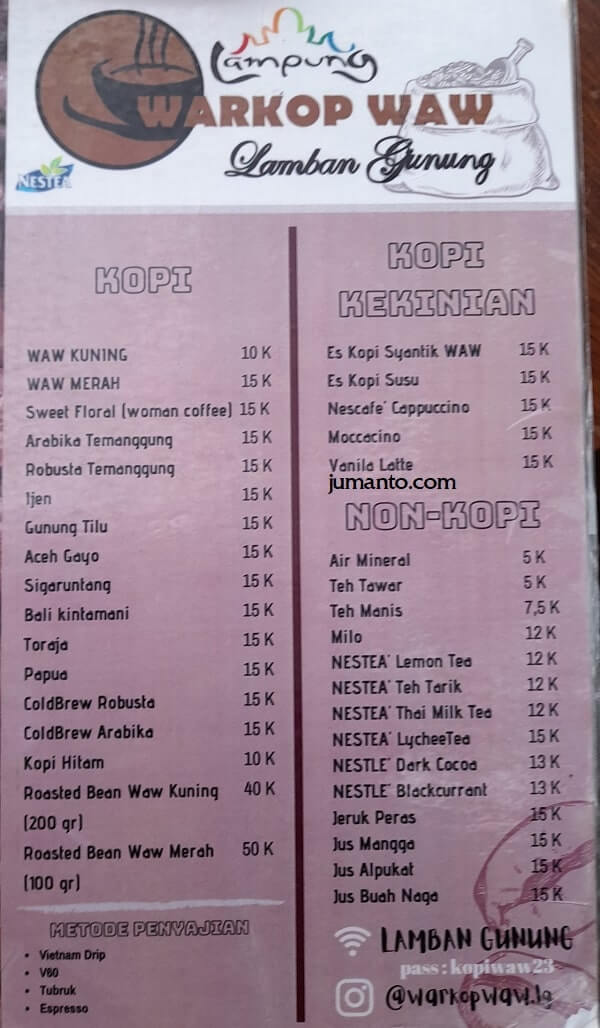 Lampung
WARKOP WAW
Lamban Gunung
NESTEA
KOPI
WAW KUNING 10 K
WAW MERAH 15 K
Sweet Floral (woman coffee) 15 K
Arabika Temanggung 15 K
Robusta Temanggung 15 K
Ijen 15 K
Gunung Tilu 15 K
Aceh Gayo 15 K
Sigaruntang 15 K
Bali kintamani 15 K
Toraja 15 K
Papua 15 K
ColdBrew Robusta 15 K
ColdBrew Arabika 15 K
Kopi Hitam 10 K
Roasted Bean Waw Kuning 40 K
(200 gr)
Roasted Bean Waw Merah 50 K
(100 gr)
METODE PENYAJIAN
• Vietnam Drip
• V60
• Tubruk
• Espresso
KOPI
KEKINIAN
Es Kopi Syantik WAW 15 K
Es Kopi Susu 15 K
Nescafe' Cappuccino 15 K
Moccacino 15 K
Vanila Latte 15 K
jumanto.com
NON-KOPI
Air Mineral 5 K
Teh Tawar 5 K
Teh Manis 7,5 K
Milo 12 K
NESTEA' Lemon Tea 12 K
NESTEA' Teh Tarik 12 K
NESTEA' Thai Milk Tea 12 K
NESTEA' LycheeTea 15 K
NESTLE' Dark Cocoa 13 K
NESTLE' Blackcurrant 13 K
Jeruk Peras 15 K
Jus Mangga 15 K
Jus Alpukat 15 K
Jus Buah Naga 15 K
LAMBAN GUNUNG
pass : kopiwaw23
@warkopwaw.lg